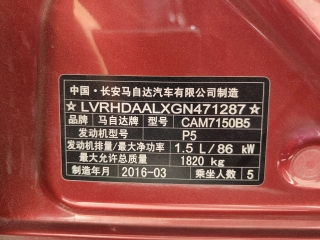 中国·长安马自达汽车有限公司制造
★LVRHDAALXGN471287★
品牌 马自达牌 型号 CAM7150B5
发动机型号 P5
发动机排量/最大净功率 1.5 L/86 kW
最大允许总质量 1820 kg
制造年月 2016-03 乘坐人数 5